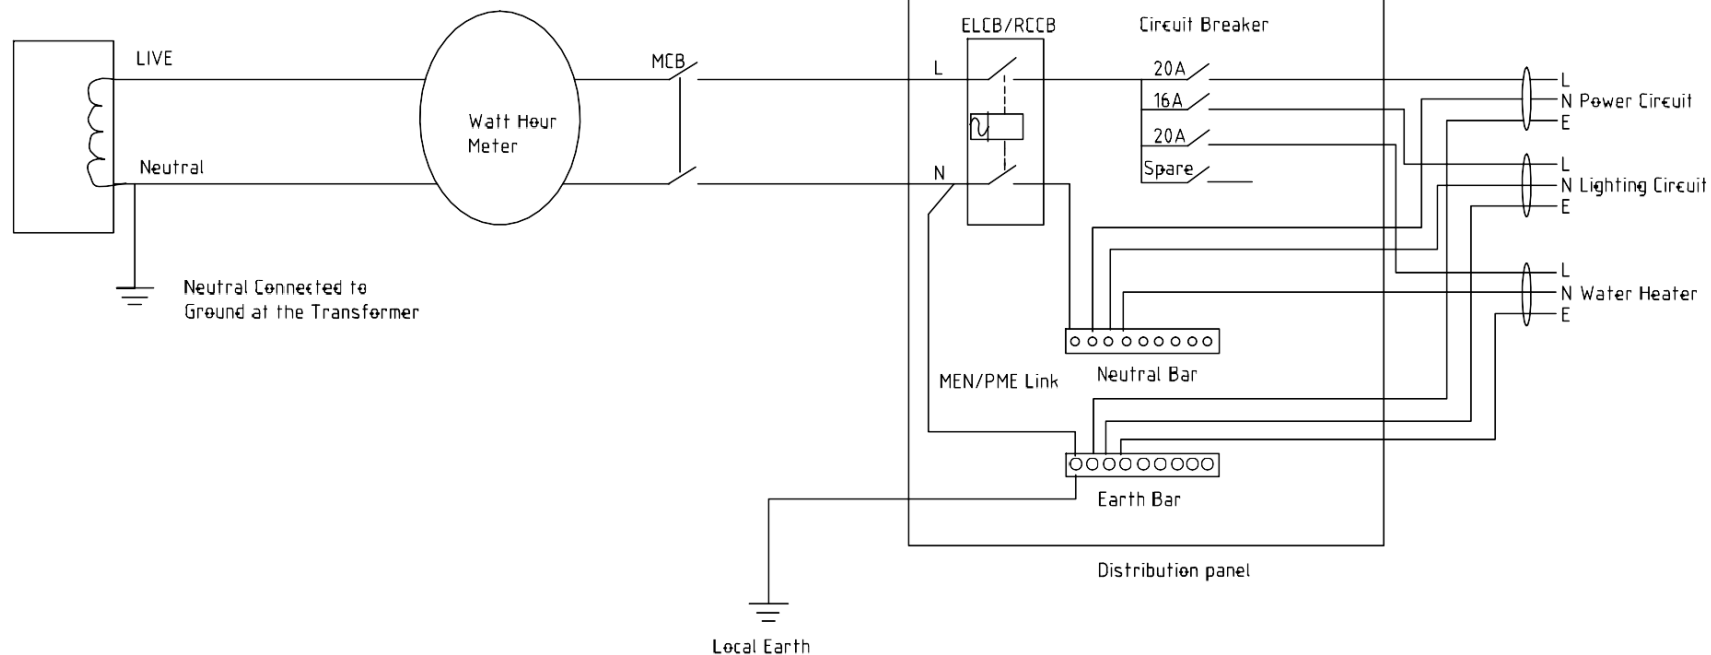 ELCB/RCCB
Circuit Breaker
LIVE
MCB
L
20A
L
16A
N Power Circuit
E
Watt Hour
Meter
20A
Neutral
N
Spare
L
N Lighting Circuit
E
Neutral Connected to
Ground at the Transformer
L
N Water Heater
E
MEN/PME Link
Neutral Bar
Earth Bar
Distribution panel
Local Earth